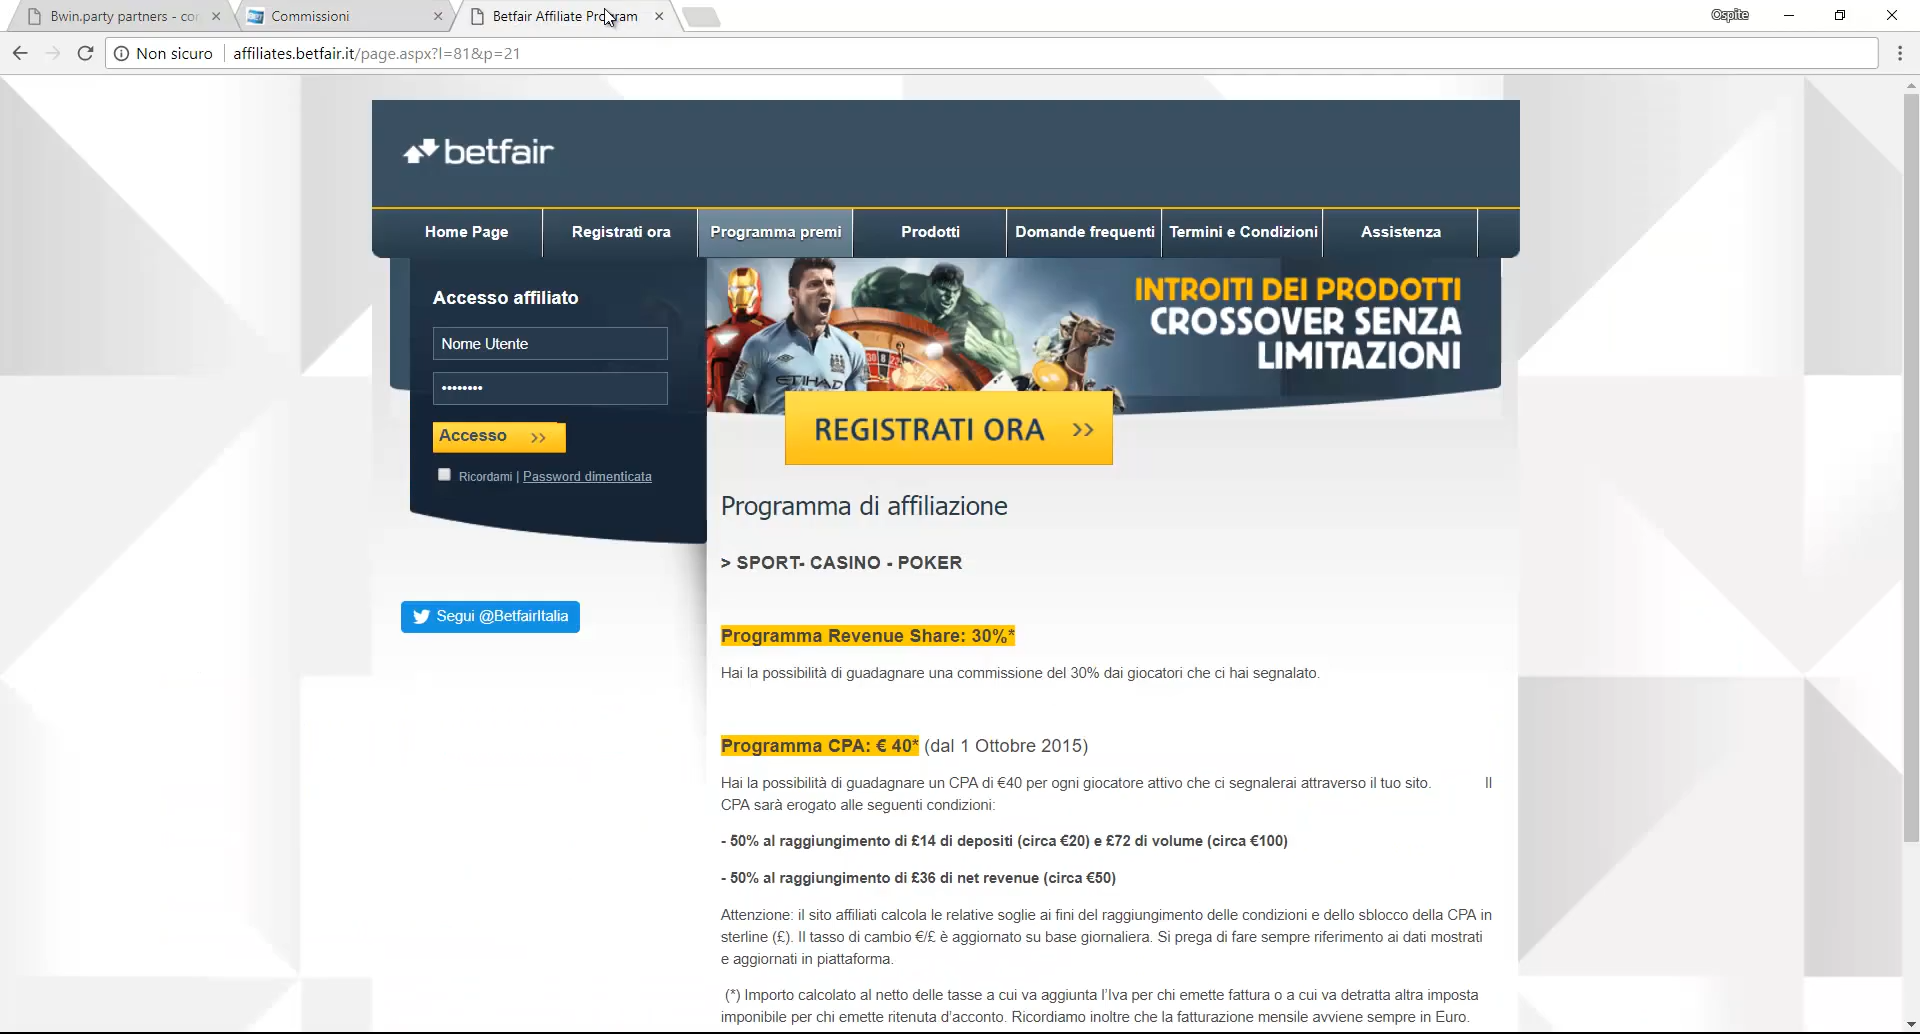 Bwin.party partners - co
Commissioni
Betfair Affiliate Program
Ospite
Non sicuro
affiliates.betfair.it/page.aspx?l=81&p=21
betfair
Home Page
Registrati ora
Programma premi
Prodotti
Domande frequenti
Termini e Condizioni
Assistenza
Accesso affiliato
Nome Utente
••••••••
Accesso >>
Ricordami | Password dimenticata
INTROITI DEI PRODOTTI
CROSSOVER SENZA
LIMITAZIONI
ETIHAD
REGISTRATI ORA >>
Segui @BetfairItalia
Programma di affiliazione
> SPORT- CASINO - POKER
Programma Revenue Share: 30%*
Hai la possibilità di guadagnare una commissione del 30% dai giocatori che ci hai segnalato.
Programma CPA: € 40* (dal 1 Ottobre 2015)
Hai la possibilità di guadagnare un CPA di €40 per ogni giocatore attivo che ci segnalerai attraverso il tuo sito. Il
CPA sarà erogato alle seguenti condizioni:
- 50% al raggiungimento di £14 di depositi (circa €20) e £72 di volume (circa €100)
- 50% al raggiungimento di £36 di net revenue (circa €50)
Attenzione: il sito affiliati calcola le relative soglie ai fini del raggiungimento delle condizioni e dello sblocco della CPA in
sterline (£). Il tasso di cambio €/£ è aggiornato su base giornaliera. Si prega di fare sempre riferimento ai dati mostrati
e aggiornati in piattaforma.
(*) Importo calcolato al netto delle tasse a cui va aggiunta l'Iva per chi emette fattura o a cui va detratta altra imposta
imponibile per chi emette ritenuta d'acconto. Ricordiamo inoltre che la fatturazione mensile avviene sempre in Euro.